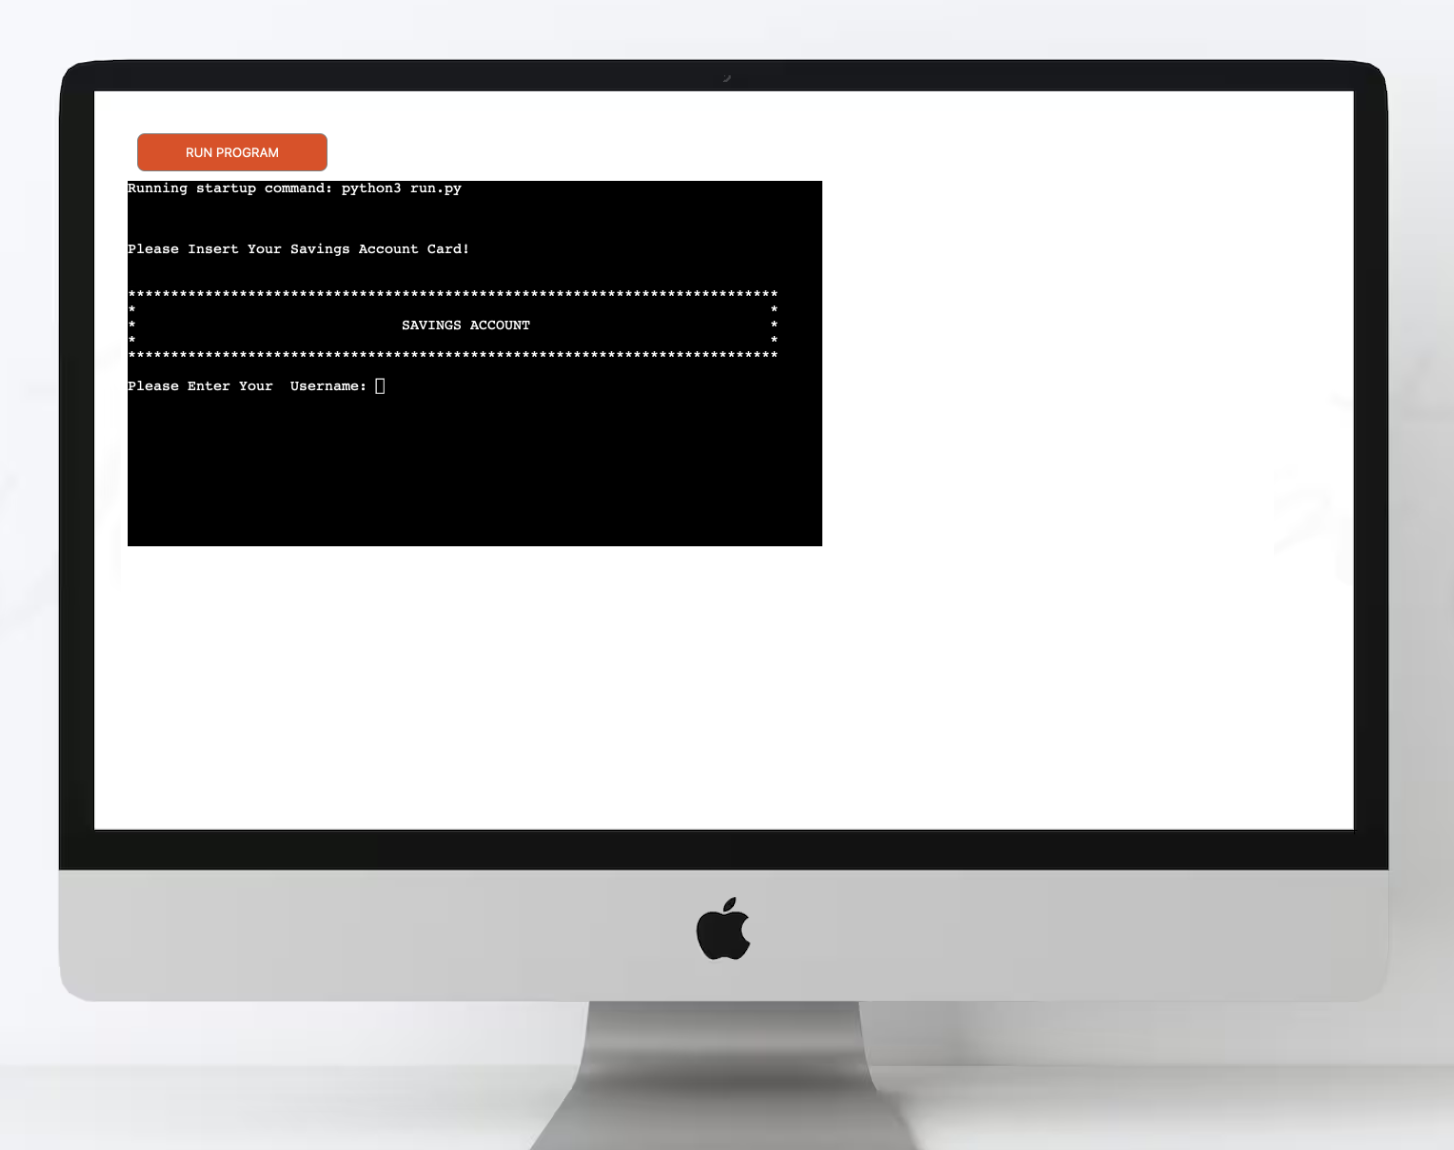 RUN PROGRAM
Running startup command: python3 run.py
Please Insert Your Savings Account Card!
****************************************************************************
* *
* SAVINGS ACCOUNT *
* *
****************************************************************************
Please Enter Your  Username: